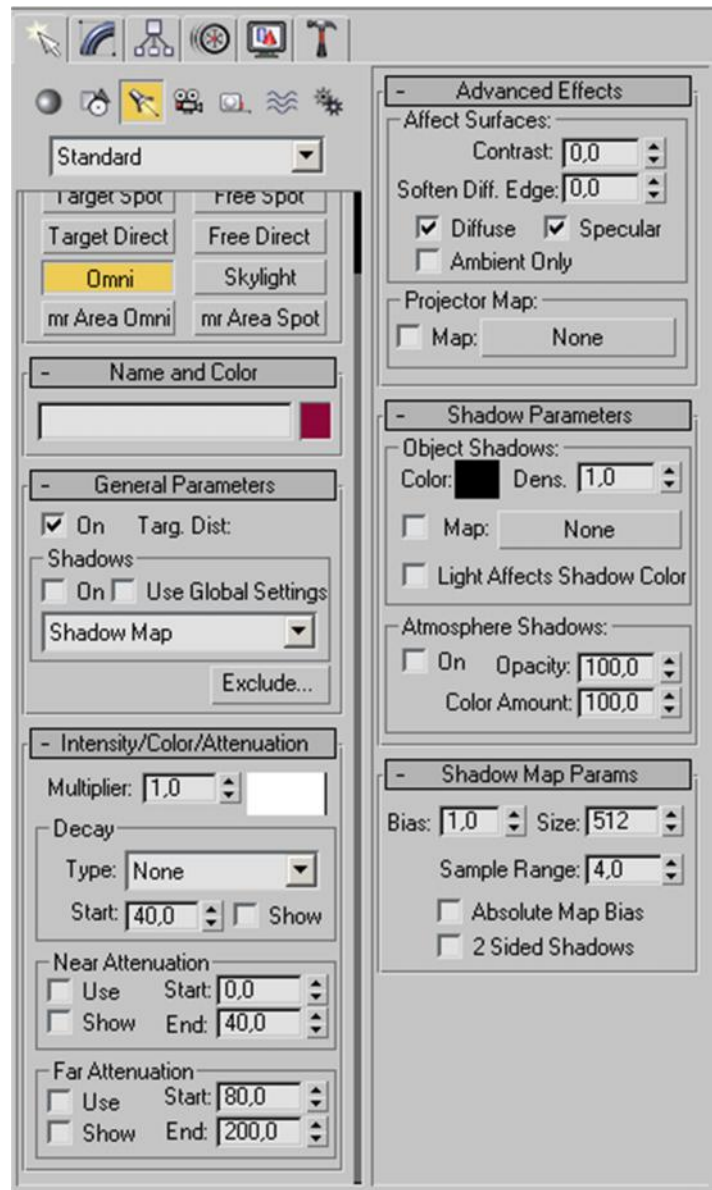 Standard
Target Spot Free Spot
Target Direct Free Direct
Omni Skylight
mr Area Omni mr Area Spot
- Name and Color
- General Parameters
On Targ. Dist:
Shadows
On Use Global Settings
Shadow Map
Exclude...
- Intensity/Color/Attenuation
Multiplier: 1,0
Decay
Type: None
Start: 40,0 Show
Near Attenuation
Use Start: 0,0
Show End: 40,0
Far Attenuation
Use Start: 80,0
Show End: 200,0
- Advanced Effects
Affect Surfaces:
Contrast: 0,0
Soften Diff. Edge: 0,0
Diffuse Specular
Ambient Only
Projector Map:
Map: None
- Shadow Parameters
Object Shadows:
Color: Dens. 1,0
Map: None
Light Affects Shadow Color
Atmosphere Shadows:
On Opacity: 100,0
Color Amount: 100,0
- Shadow Map Params
Bias: 1,0 Size: 512
Sample Range: 4,0
Absolute Map Bias
2 Sided Shadows